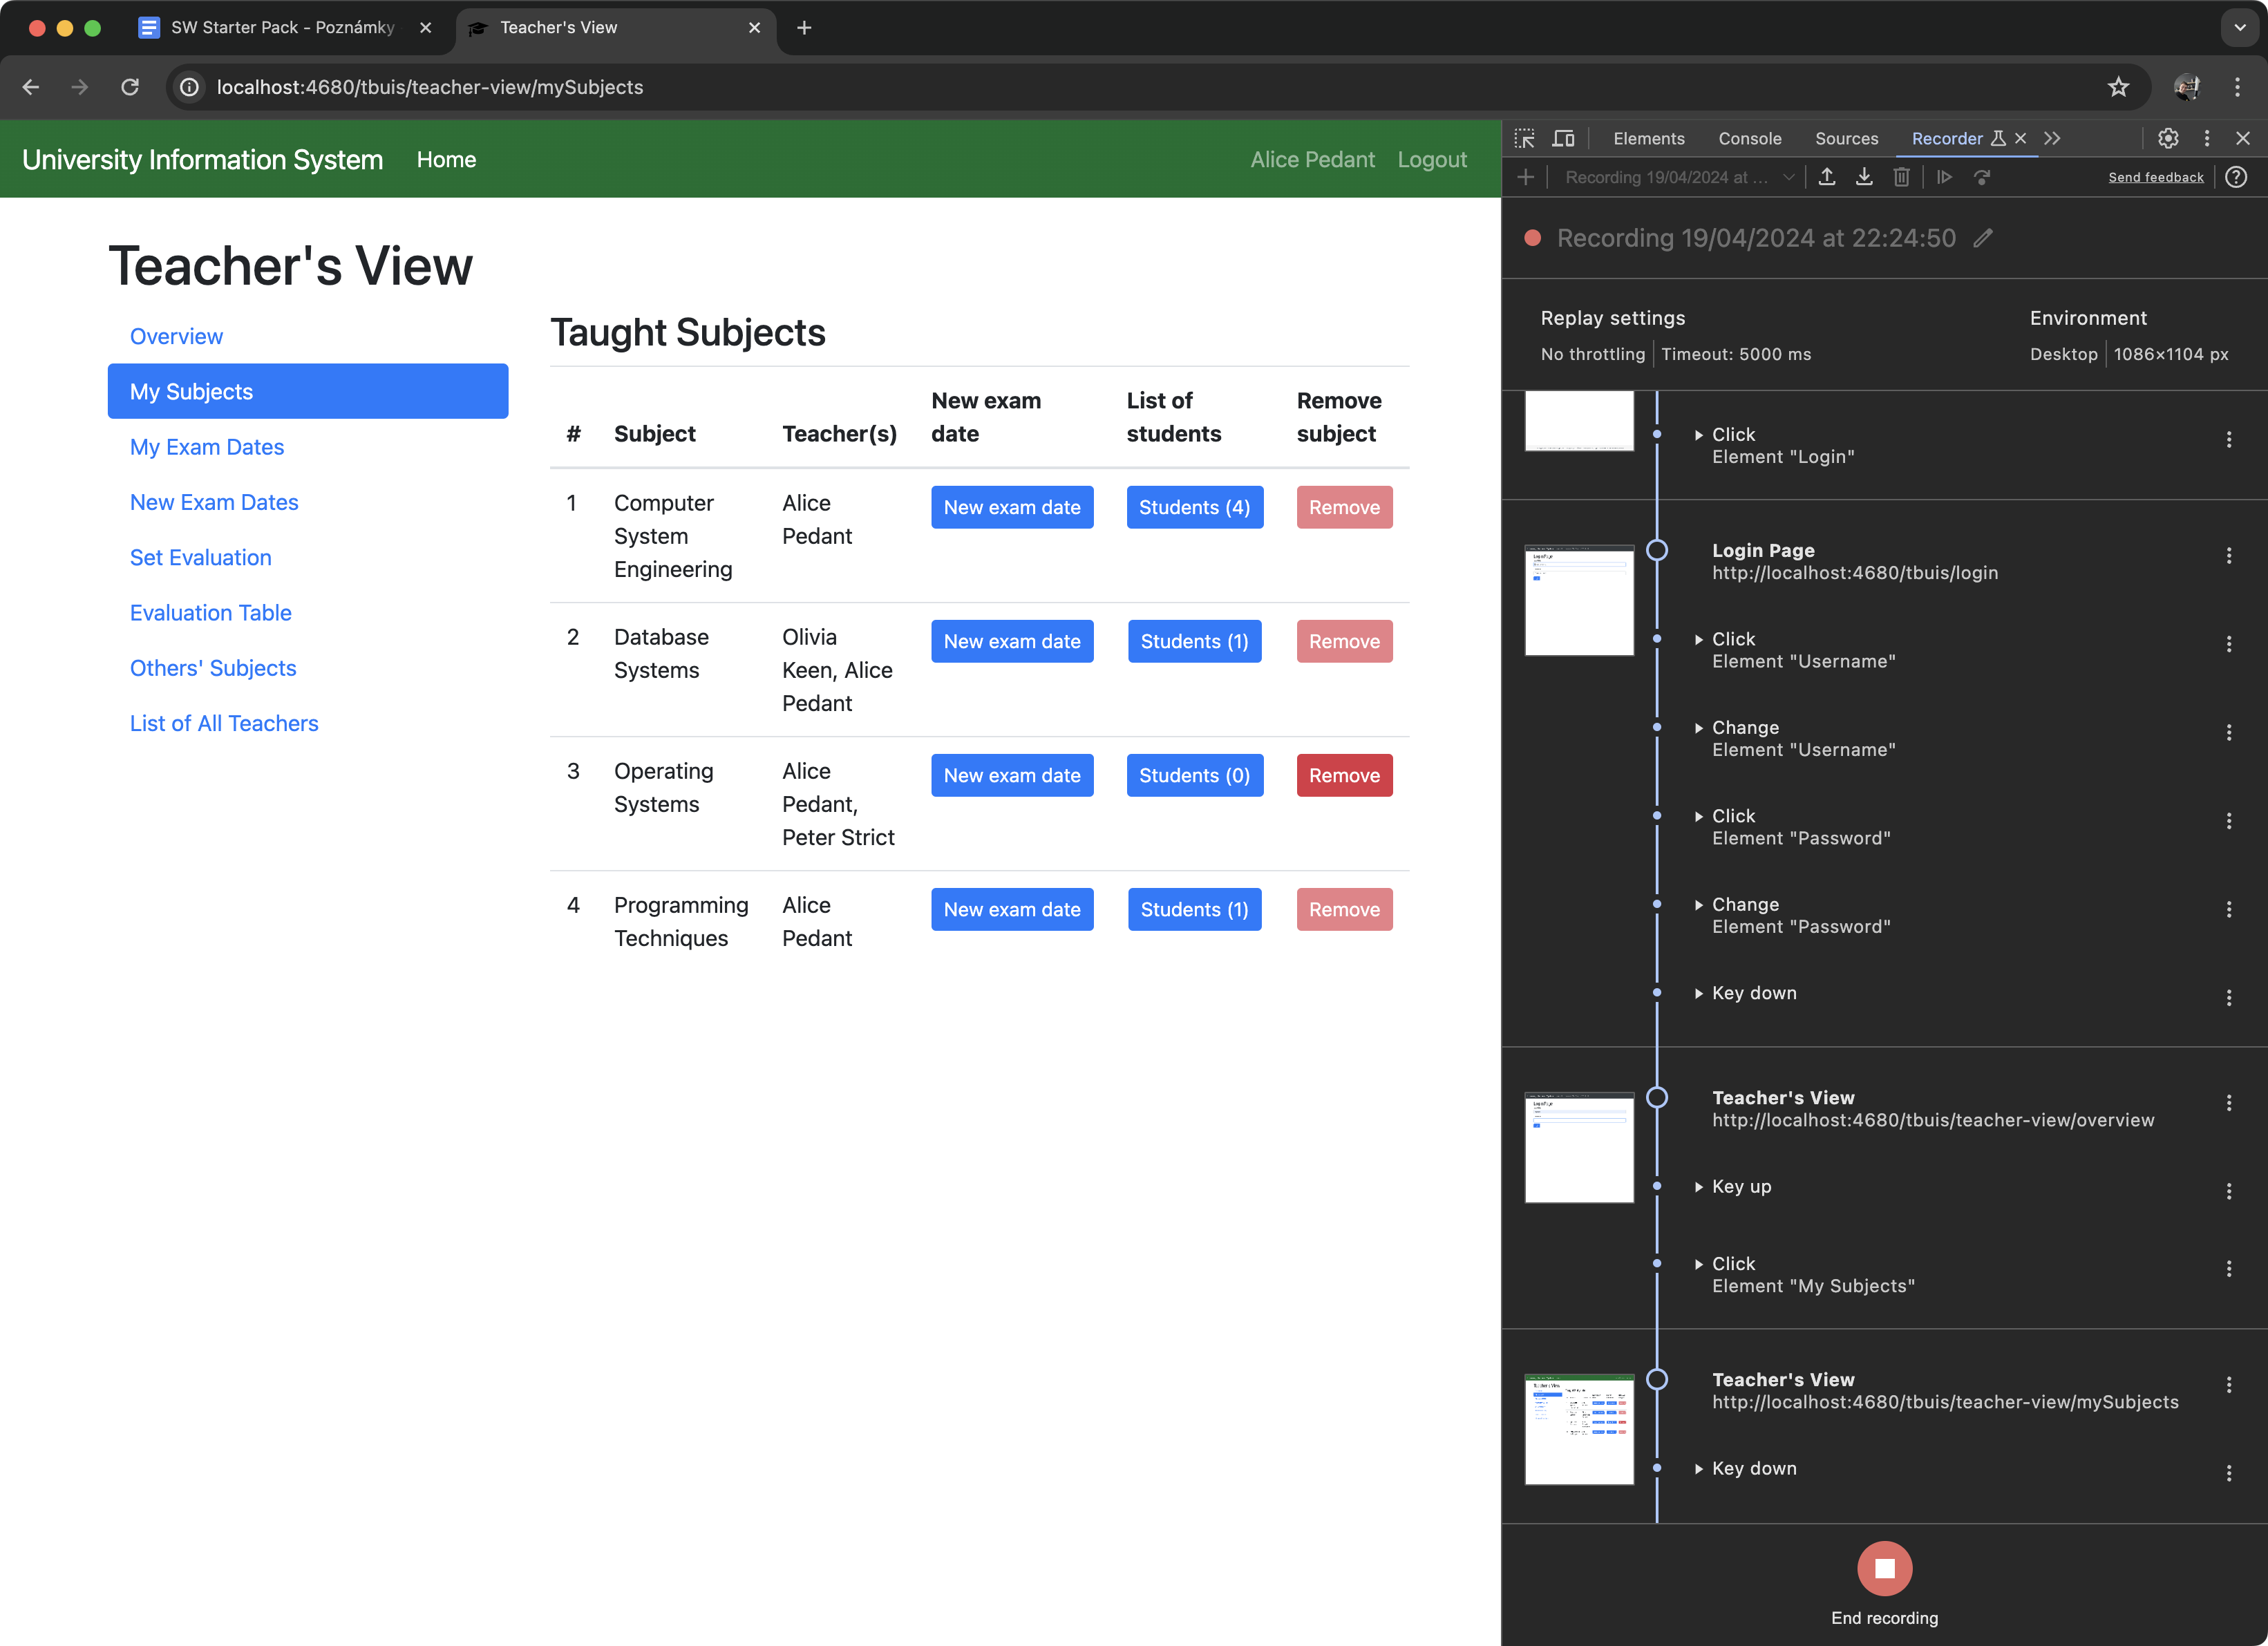 SW Starter Pack - Poznámky
Teacher's View
localhost:4680/tbuis/teacher-view/mySubjects
University Information System
Home
Alice Pedant
Logout
Teacher's View
Overview
My Subjects
My Exam Dates
New Exam Dates
Set Evaluation
Evaluation Table
Others' Subjects
List of All Teachers
Taught Subjects
# Subject Teacher(s) New exam date List of students Remove subject
1 Computer System Engineering Alice Pedant New exam date Students (4) Remove
2 Database Systems Olivia Keen, Alice Pedant New exam date Students (1) Remove
3 Operating Systems Alice Pedant, Peter Strict New exam date Students (0) Remove
4 Programming Techniques Alice Pedant New exam date Students (1) Remove
Elements Console Sources Recorder
Recording 19/04/2024 at ...
Send feedback
Recording 19/04/2024 at 22:24:50
Replay settings
No throttling Timeout: 5000 ms
Environment
Desktop 1086×1104 px
Click
Element "Login"
Login Page
http://localhost:4680/tbuis/login
Click
Element "Username"
Change
Element "Username"
Click
Element "Password"
Change
Element "Password"
Key down
Teacher's View
http://localhost:4680/tbuis/teacher-view/overview
Key up
Click
Element "My Subjects"
Teacher's View
http://localhost:4680/tbuis/teacher-view/mySubjects
Key down
End recording